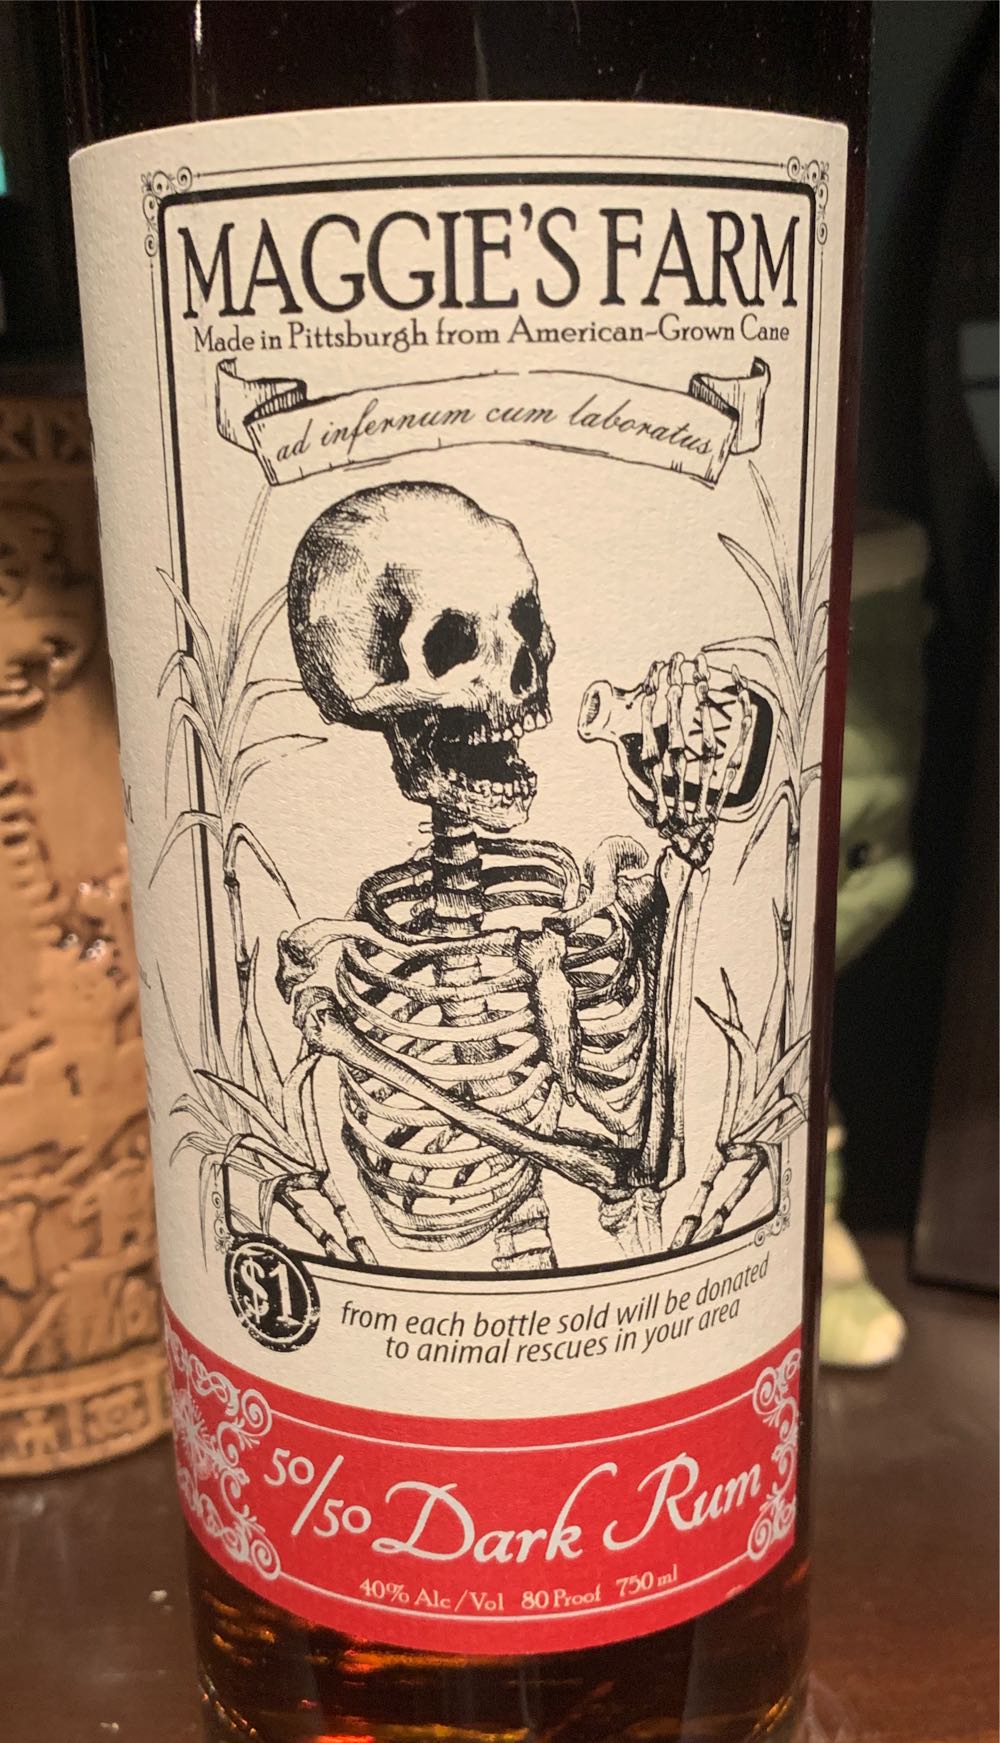 MAGGIE'S FARM
Made in Pittsburgh from American-Grown Cane
ad infernum cum laboratus
XXX
$1
from each bottle sold will be donated
to animal rescues in your area
50/50 Dark Rum
40% Alc/Vol 80 Proof 750 ml